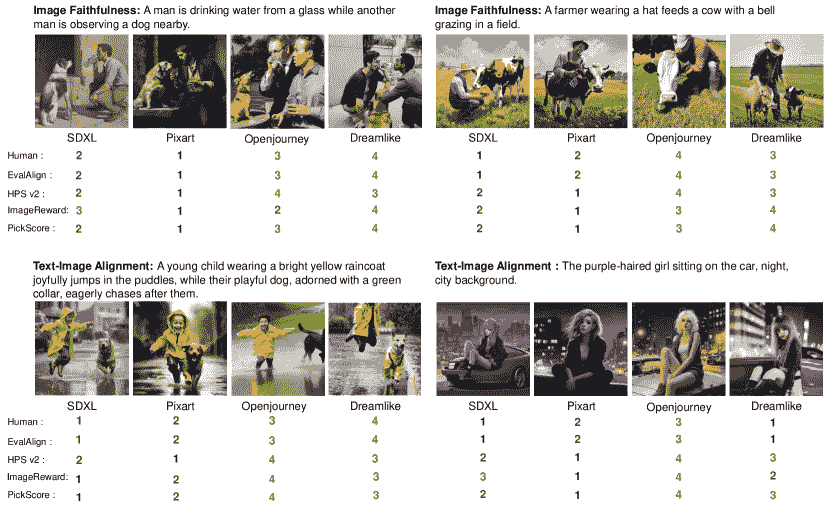 Image Faithfulness: A man is drinking water from a glass while another
man is observing a dog nearby.
SDXL Pixart Openjourney Dreamlike
Human : 2 1 3 4
EvalAlign : 2 1 3 4
HPS v2 : 2 1 4 3
ImageReward: 3 1 2 4
PickScore : 2 1 3 4
Image Faithfulness: A farmer wearing a hat feeds a cow with a bell
grazing in a field.
SDXL Pixart Openjourney Dreamlike
1 2 4 3
1 2 4 3
2 1 4 3
2 1 3 4
2 1 3 4
Text-Image Alignment: A young child wearing a bright yellow raincoat
joyfully jumps in the puddles, while their playful dog, adorned with a green
collar, eagerly chases after them.
SDXL Pixart Openjourney Dreamlike
Human : 1 2 3 4
EvalAlign : 1 2 3 4
HPS v2 : 2 1 4 3
ImageReward: 1 2 4 3
PickScore : 1 2 4 3
Text-Image Alignment : The purple-haired girl sitting on the car, night,
city background.
SDXL Pixart Openjourney Dreamlike
1 2 3 1
1 2 3 1
2 1 4 3
3 1 4 2
2 1 4 3